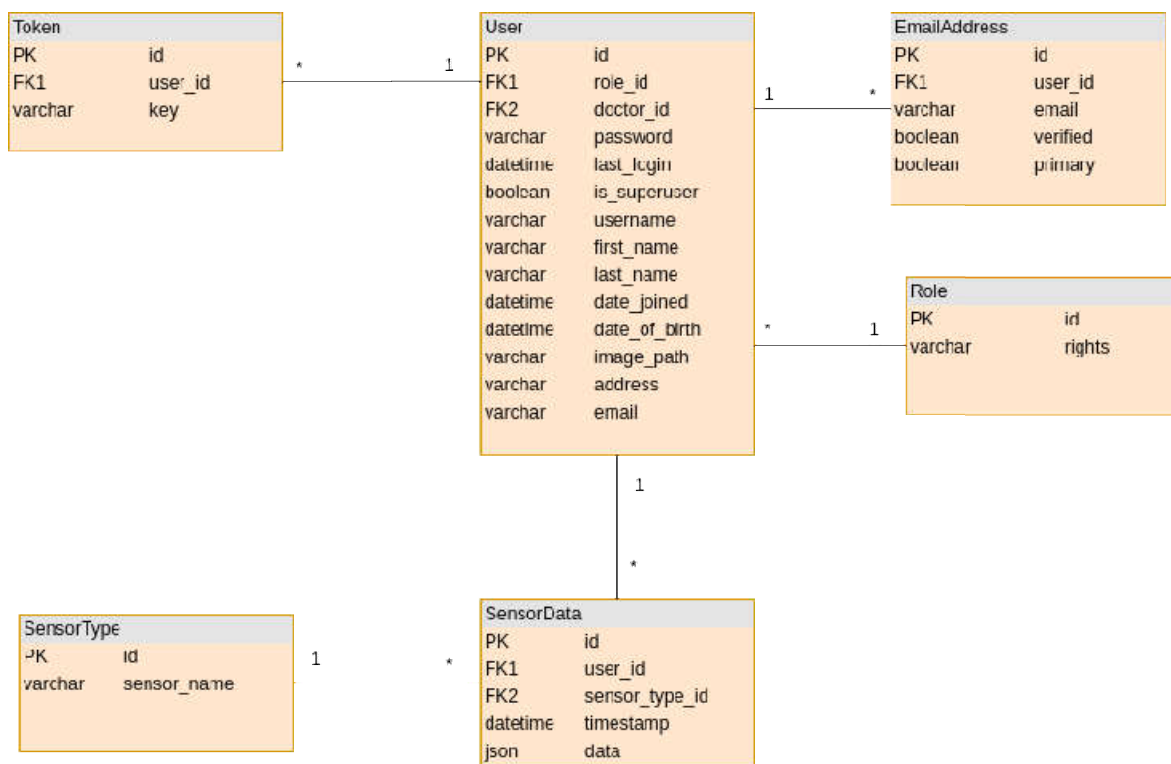 Token
PK id
FK1 user_id
varchar key
* 1
User
PK id
FK1 role_id
FK2 doctor_id
varchar password
datetime last_login
boolean is_superuser
varchar username
varchar first_name
varchar last_name
datetime date_joined
datetime date_of_birth
varchar image_path
varchar address
varchar email
1 *
EmailAddress
PK id
FK1 user_id
varchar email
boolean verified
boolean primary
* 1
Role
PK id
varchar rights
1
*
SensorType
PK id
varchar sensor_name
1 *
SensorData
PK id
FK1 user_id
FK2 sensor_type_id
datetime timestamp
json data